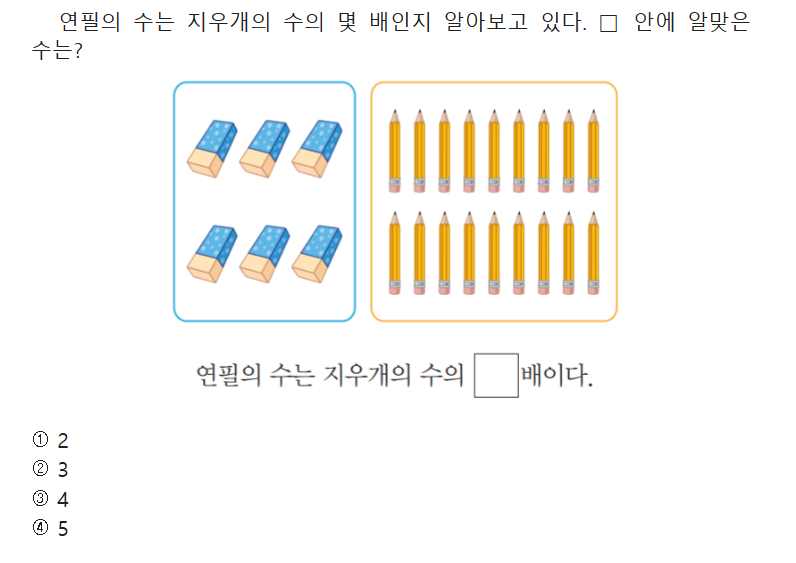 연필의 수는 지우개의 수의 몇 배인지 알아보고 있다. □ 안에 알맞은
수는?
연필의 수는 지우개의 수의 □배이다.
① 2
② 3
③ 4
④ 5